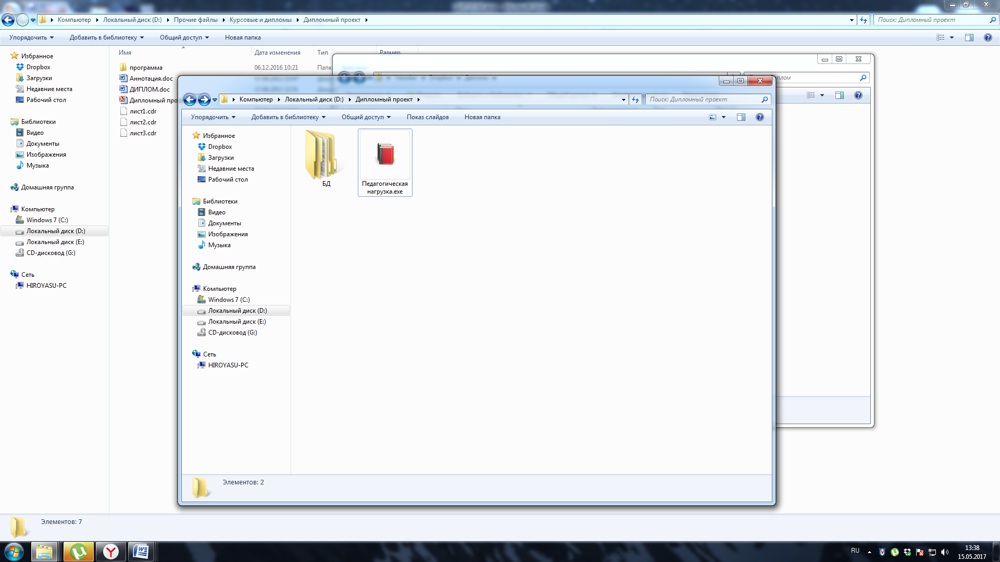 Компьютер Локальный диск (D:) Прочие файлы Курсовые и дипломы Дипломный проект
Поиск: Дипломный проект
Упорядочить Добавить в библиотеку Общий доступ Новая папка
Избранное
Dropbox
Загрузки
Недавние места
Рабочий стол
Библиотеки
Видео
Документы
Изображения
Музыка
Домашняя группа
Компьютер
Windows 7 (C:)
Локальный диск (D:)
Локальный диск (E:)
CD-дисковод (G:)
Сеть
HIROYASU-PC
Имя Дата изменения Тип Размер
программа 06.12.2016 10:21 Папк
Аннотация.doc
ДИПЛОМ.doc
Дипломный про
лист1.cdr
лист2.cdr
лист3.cdr
Компьютер Локальный диск (D:) Дипломный проект
Поиск: Дипломный проект
Упорядочить Добавить в библиотеку Общий доступ Показ слайдов Новая папка
Избранное
Dropbox
Загрузки
Недавние места
Рабочий стол
Библиотеки
Видео
Документы
Изображения
Музыка
Домашняя группа
Компьютер
Windows 7 (C:)
Локальный диск (D:)
Локальный диск (E:)
CD-дисковод (G:)
Сеть
HIROYASU-PC
БД
Педагогическая
нагрузка.exe
Элементов: 2
Элементов: 7
RU
13:38
15.05.2017